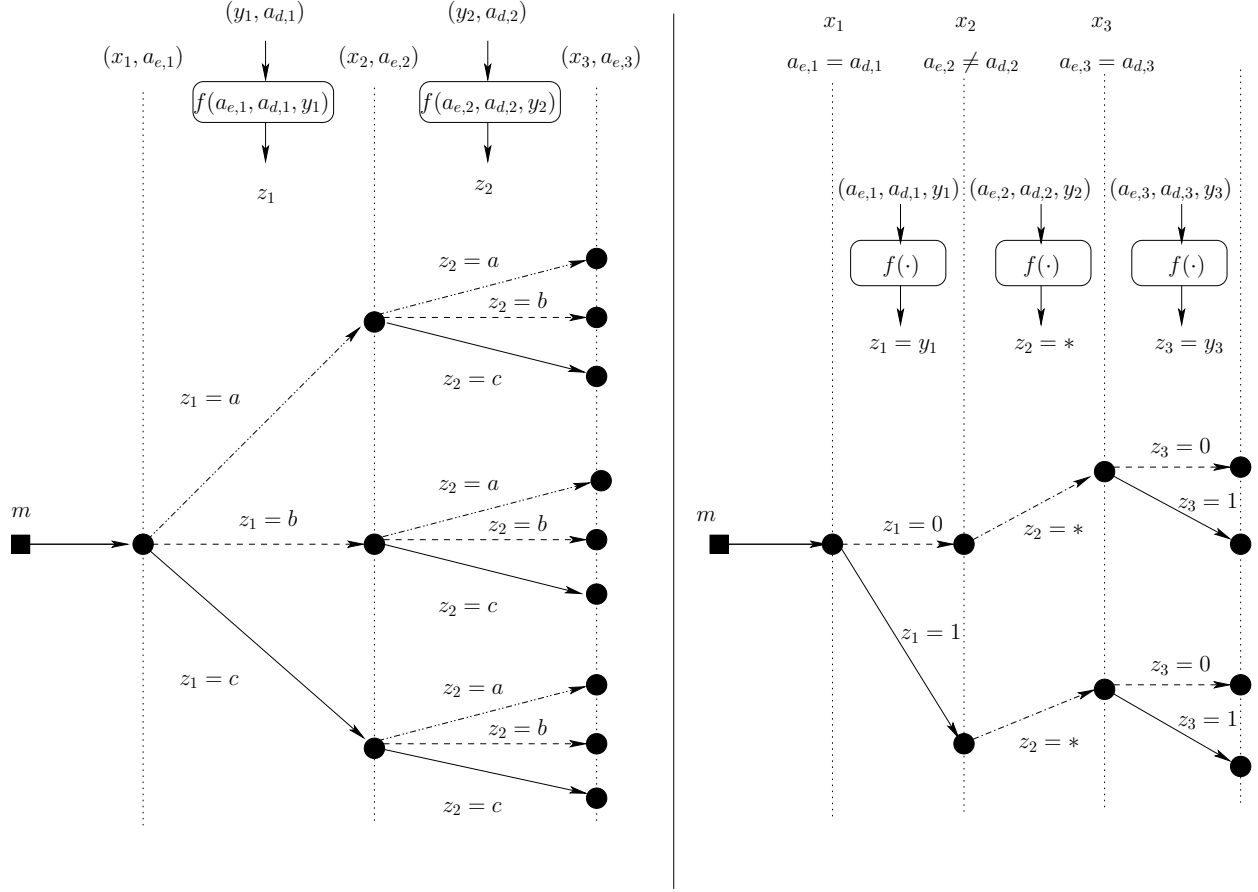 $(y_1, a_{d,1})$
$(y_2, a_{d,2})$
$(x_1, a_{e,1})$
$(x_2, a_{e,2})$
$(x_3, a_{e,3})$
$f(a_{e,1}, a_{d,1}, y_1)$
$f(a_{e,2}, a_{d,2}, y_2)$
$z_1$
$z_2$
$z_2 = a$
$z_2 = b$
$z_2 = c$
$z_1 = a$
$z_2 = a$
$m$
$z_1 = b$
$z_2 = b$
$z_2 = c$
$z_1 = c$
$z_2 = a$
$z_2 = b$
$z_2 = c$
$x_1$
$x_2$
$x_3$
$a_{e,1} = a_{d,1}$
$a_{e,2} \neq a_{d,2}$
$a_{e,3} = a_{d,3}$
$(a_{e,1}, a_{d,1}, y_1)$
$(a_{e,2}, a_{d,2}, y_2)$
$(a_{e,3}, a_{d,3}, y_3)$
$f(\cdot)$
$f(\cdot)$
$f(\cdot)$
$z_1 = y_1$
$z_2 = *$
$z_3 = y_3$
$z_3 = 0$
$z_3 = 1$
$m$
$z_1 = 0$
$z_2 = *$
$z_1 = 1$
$z_3 = 0$
$z_3 = 1$
$z_2 = *$